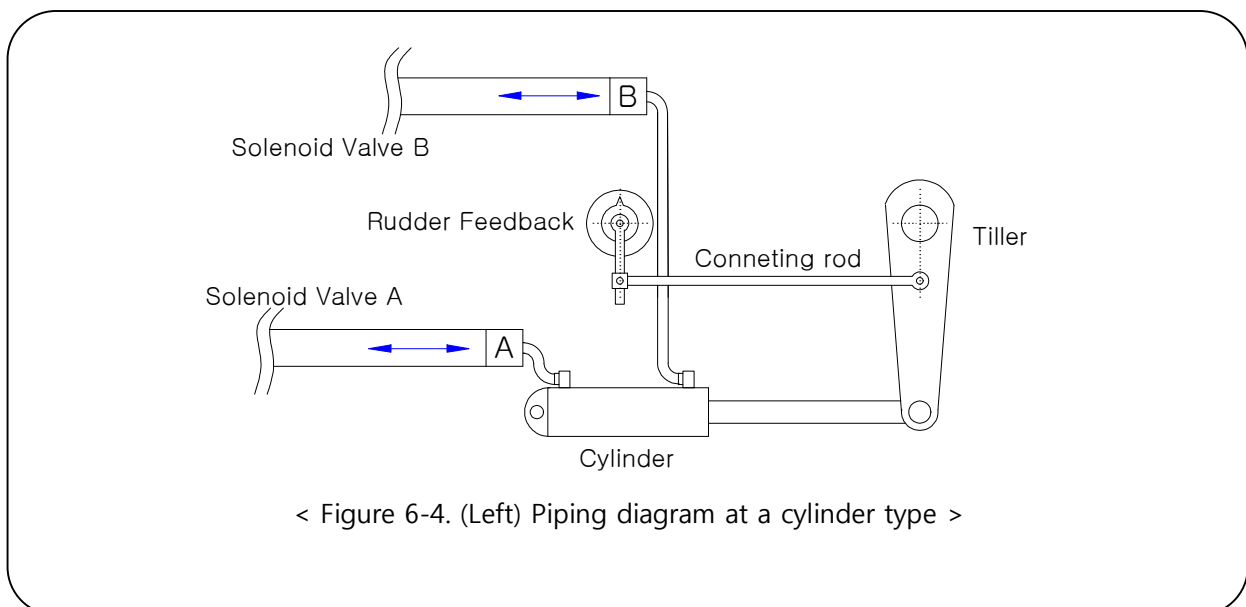 B
Solenoid Valve B
Rudder Feedback
Conneting rod
Tiller
Solenoid Valve A
A
Cylinder
< Figure 6-4. (Left) Piping diagram at a cylinder type >